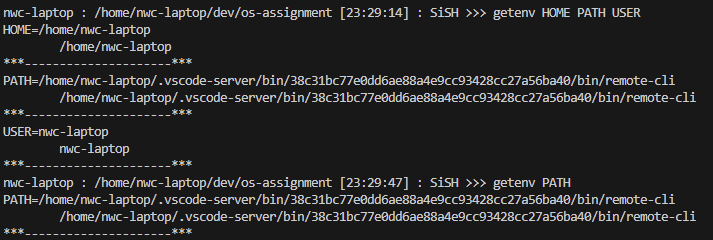 nwc-laptop : /home/nwc-laptop/dev/os-assignment [23:29:14] : SiSH >>> getenv HOME PATH USER
HOME=/home/nwc-laptop
        /home/nwc-laptop
***---------------------***
PATH=/home/nwc-laptop/.vscode-server/bin/38c31bc77e0dd6ae88a4e9cc93428cc27a56ba40/bin/remote-cli
        /home/nwc-laptop/.vscode-server/bin/38c31bc77e0dd6ae88a4e9cc93428cc27a56ba40/bin/remote-cli
***---------------------***
USER=nwc-laptop
        nwc-laptop
***---------------------***
nwc-laptop : /home/nwc-laptop/dev/os-assignment [23:29:47] : SiSH >>> getenv PATH
PATH=/home/nwc-laptop/.vscode-server/bin/38c31bc77e0dd6ae88a4e9cc93428cc27a56ba40/bin/remote-cli
        /home/nwc-laptop/.vscode-server/bin/38c31bc77e0dd6ae88a4e9cc93428cc27a56ba40/bin/remote-cli
***---------------------***